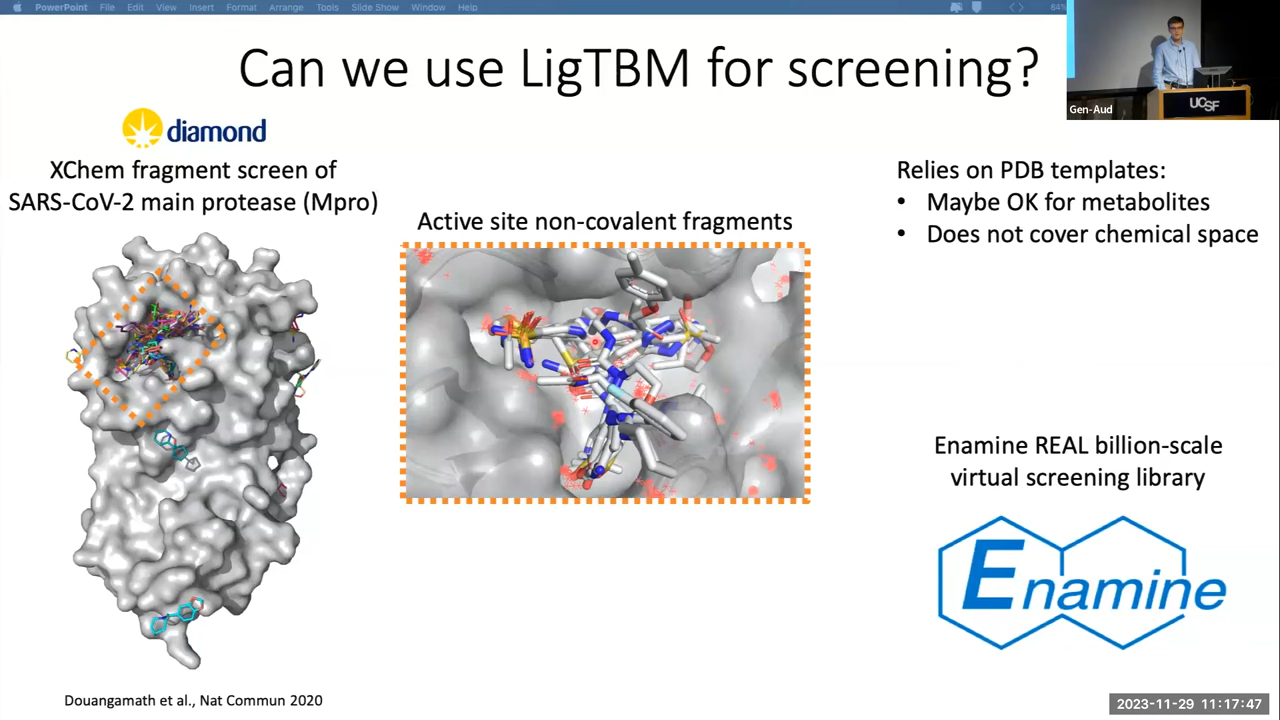 PowerPoint File Edit View Insert Format Arrange Tools Slide Show Window Help 64%
Can we use LigTBM for screening?
UCSF
Gen-Aud
diamond
XChem fragment screen of
SARS-CoV-2 main protease (Mpro)
Active site non-covalent fragments
Relies on PDB templates:
• Maybe OK for metabolites
• Does not cover chemical space
Enamine REAL billion-scale
virtual screening library
Enamine
Douangamath et al., Nat Commun 2020
2023-11-29 11:17:47